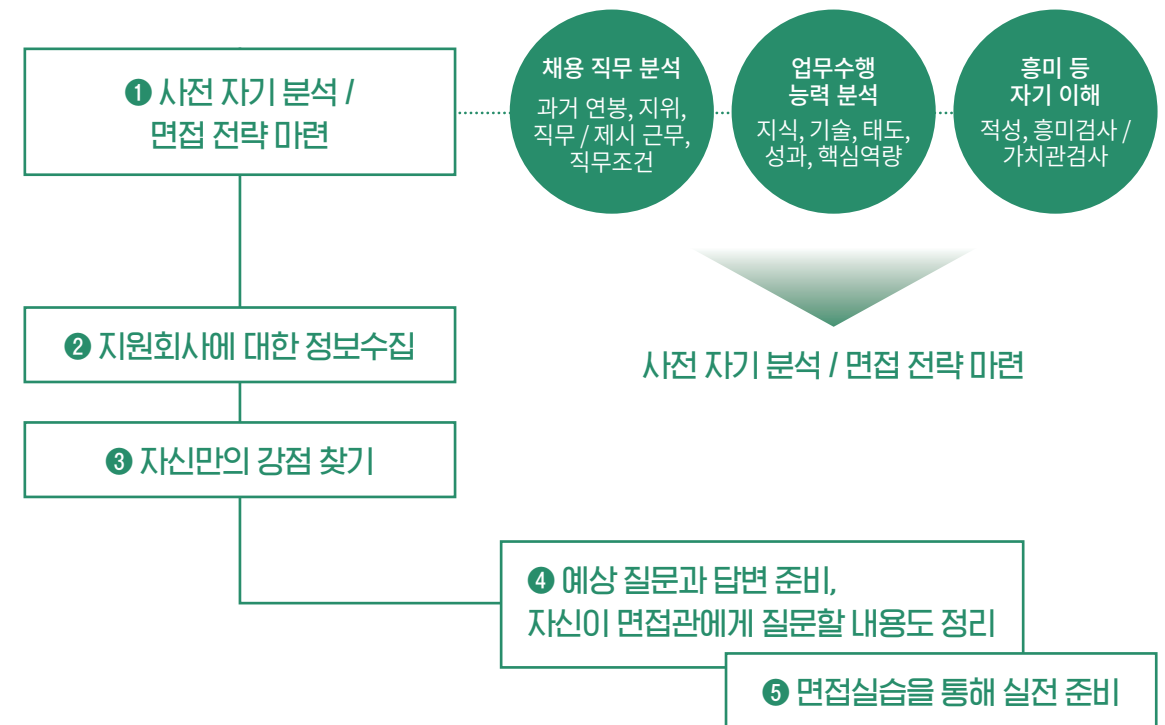 ❶ 사전 자기 분석 /
면접 전략 마련
채용 직무 분석
과거 연봉, 지위,
직무 / 제시 근무,
직무조건
업무수행
능력 분석
지식, 기술, 태도,
성과, 핵심역량
흥미 등
자기 이해
적성, 흥미검사 /
가치관검사
사전 자기 분석 / 면접 전략 마련
❷ 지원회사에 대한 정보수집
❸ 자신만의 강점 찾기
❹ 예상 질문과 답변 준비,
자신이 면접관에게 질문할 내용도 정리
❺ 면접실습을 통해 실전 준비